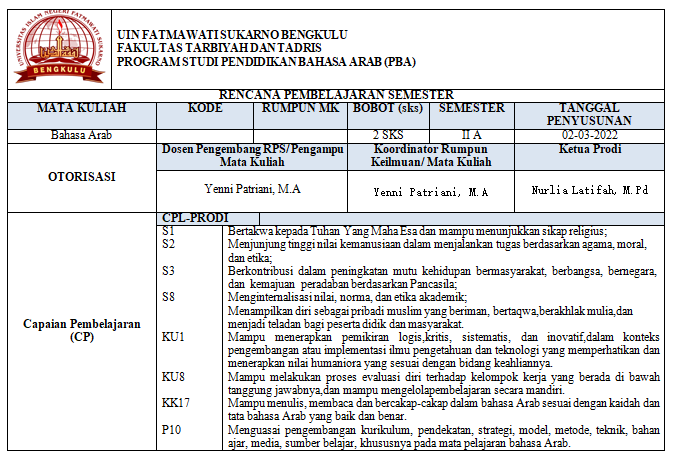 UNIVERSITAS ISLAM NEGERI FATMAWATI SUKARNO
BENGKULU
UIN FATMAWATI SUKARNO BENGKULU
FAKULTAS TARBIYAH DAN TADRIS
PROGRAM STUDI PENDIDIKAN BAHASA ARAB (PBA)
RENCANA PEMBELAJARAN SEMESTER
MATA KULIAH KODE RUMPUN MK BOBOT (sks) SEMESTER TANGGAL PENYUSUNAN
Bahasa Arab 2 SKS II A 02-03-2022
OTORISASI
Dosen Pengembang RPS/Pengampu Mata Kuliah
Koordinator Rumpun Keilmuan/ Mata Kuliah
Ketua Prodi
Yenni Patriani, M.A Yenni Patriani, M.A Nurlia Latifah, M.Pd
Capaian Pembelajaran
(CP)
CPL-PRODI
S1 Bertakwa kepada Tuhan Yang Maha Esa dan mampu menunjukkan sikap religius;
S2 Menjunjung tinggi nilai kemanusiaan dalam menjalankan tugas berdasarkan agama, moral,
dan etika;
S3 Berkontribusi dalam peningkatan mutu kehidupan bermasyarakat, berbangsa, bernegara,
dan kemajuan peradaban berdasarkan Pancasila;
S8 Menginternalisasi nilai, norma, dan etika akademik;
Menampilkan diri sebagai pribadi muslim yang beriman, bertaqwa,berakhlak mulia,dan
menjadi teladan bagi peserta didik dan masyarakat.
KU1 Mampu menerapkan pemikiran logis,kritis, sistematis, dan inovatif,dalam konteks
pengembangan atau implementasi ilmu pengetahuan dan teknologi yang memperhatikan dan
menerapkan nilai humaniora yang sesuai dengan bidang keahliannya.
KU8 Mampu melakukan proses evaluasi diri terhadap kelompok kerja yang berada di bawah
tanggung jawabnya,dan mampu mengelolapembelajaran secara mandiri.
KK17 Mampu menulis, membaca dan bercakap-cakap dalam bahasa Arab sesuai dengan kaidah dan
tata bahasa Arab yang baik dan benar.
P10 Menguasai pengembangan kurikulum, pendekatan, strategi, model, metode, teknik, bahan
ajar, media, sumber belajar, khususnya pada mata pelajaran bahasa Arab.